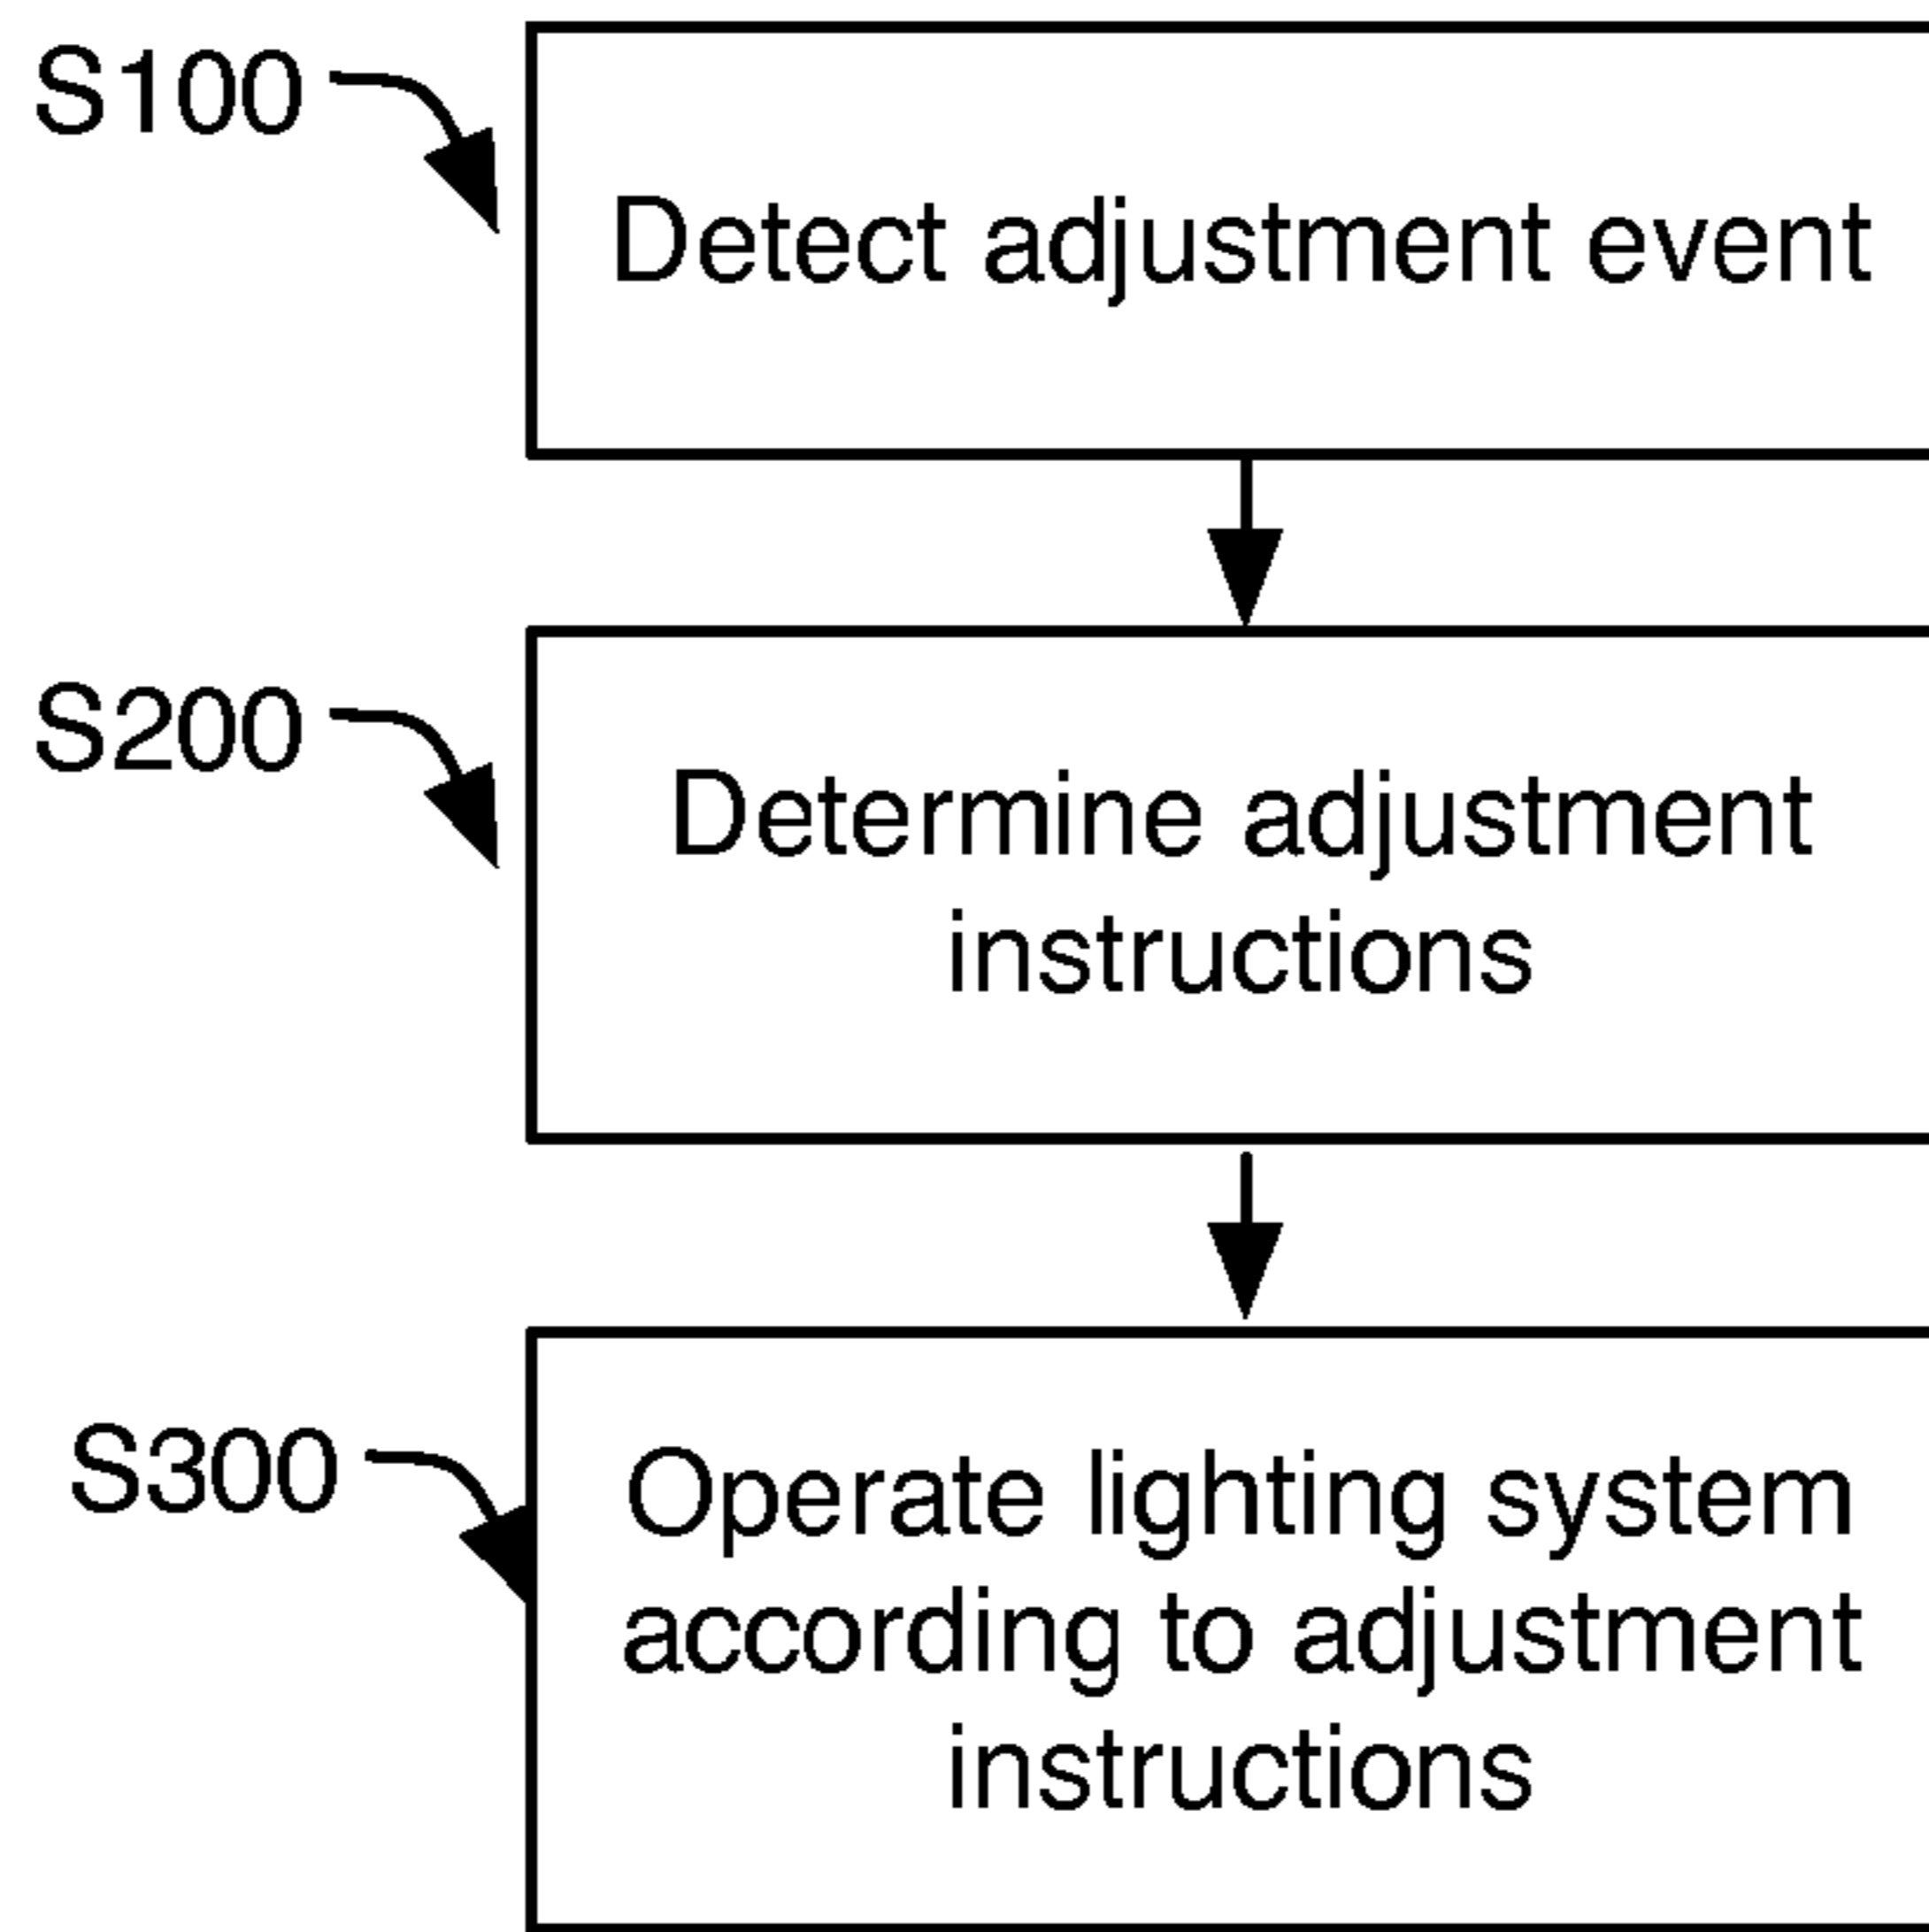 S100
Detect adjustment event
S200
Determine adjustment
instructions
S300
Operate lighting system
according to adjustment
instructions